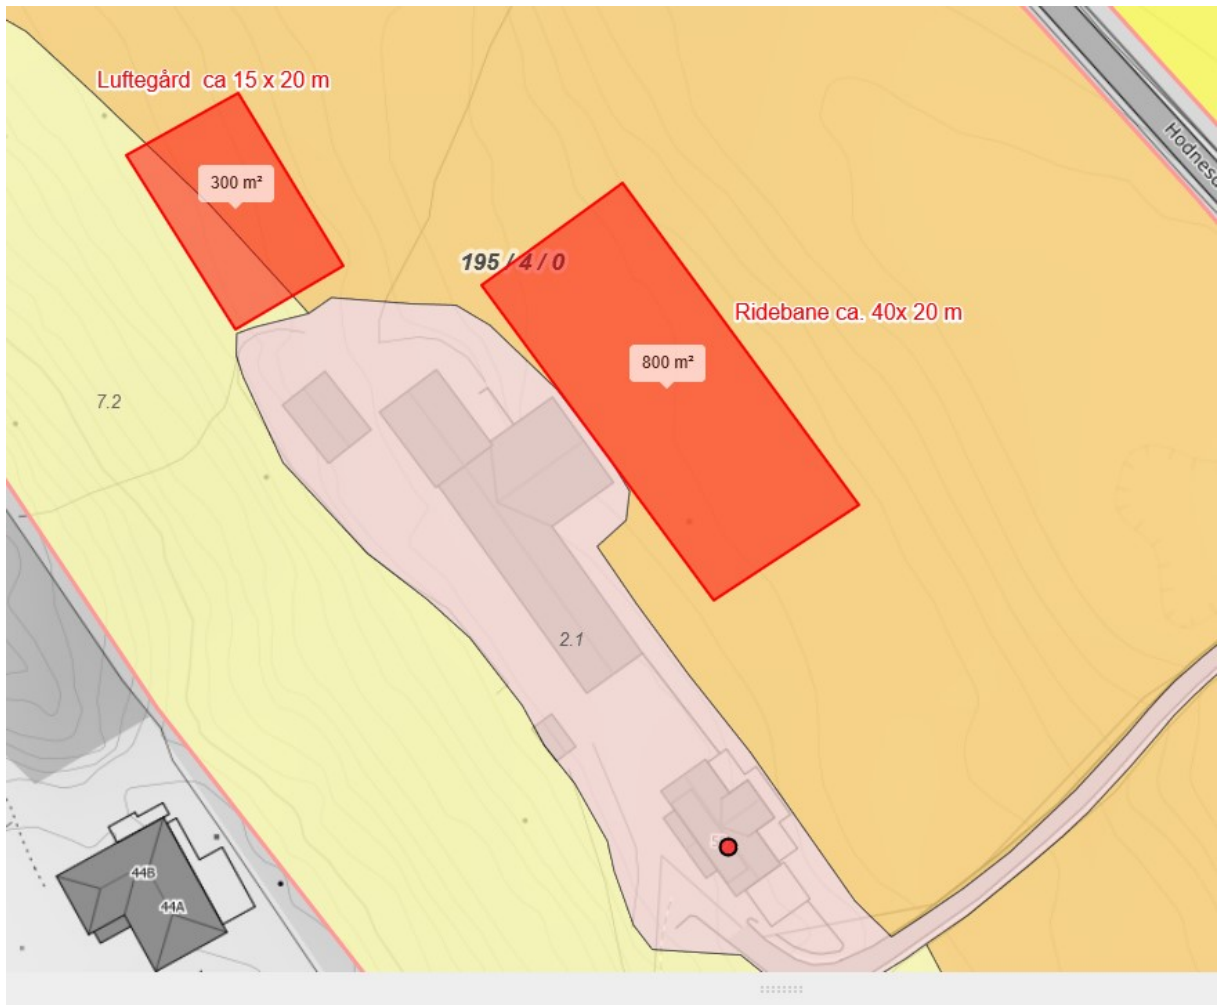 Luftegård ca 15 x 20 m
Hodnesd
300 m²
195 / 4 / 0
Ridebane ca. 40x 20 m
800 m²
7.2
2.1
44B
44A